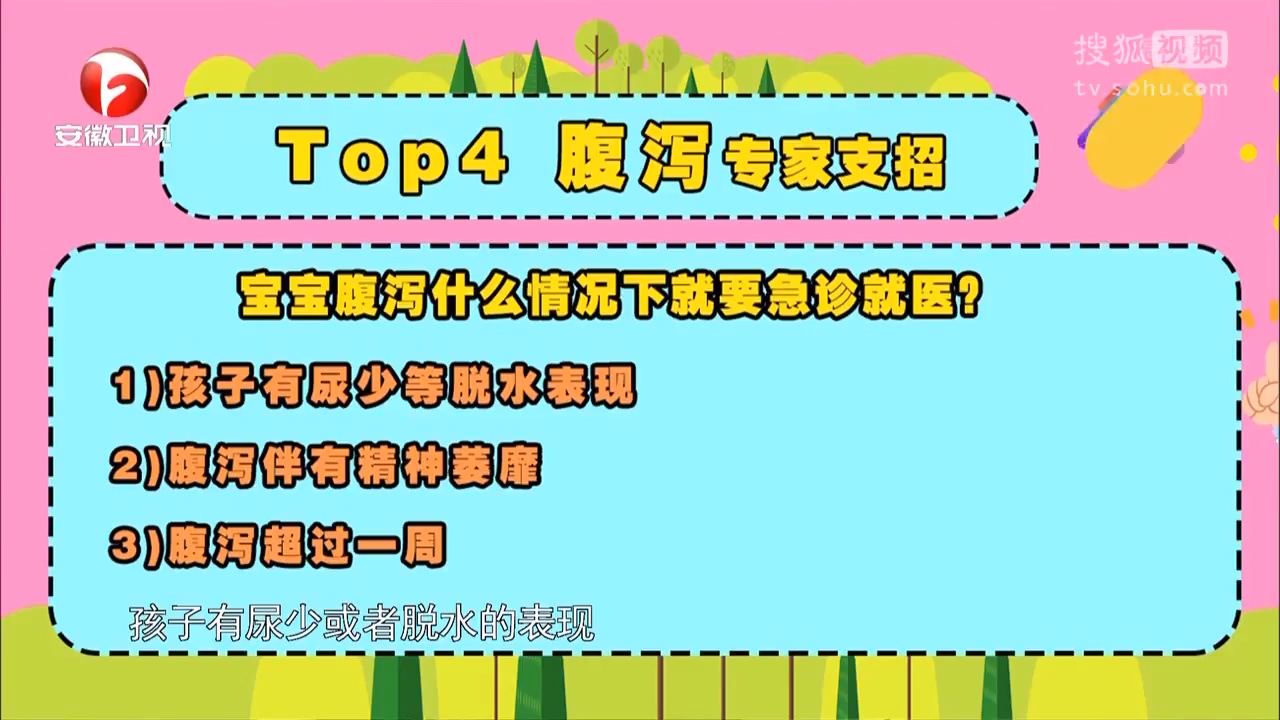 搜狐视频
tv.sohu.com
安徽卫视
Top4 腹泻专家支招
宝宝腹泻什么情况下就要急诊就医?
1)孩子有尿少等脱水表现
2)腹泻伴有精神萎靡
3)腹泻超过一周
孩子有尿少或者脱水的表现